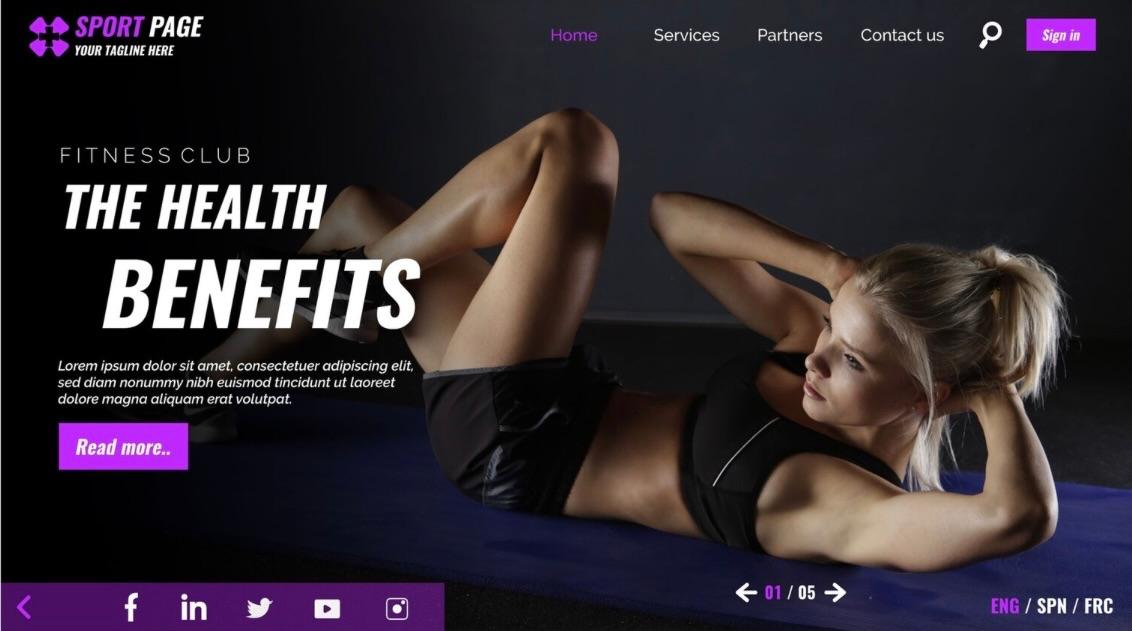 SPORT PAGE
YOUR TAGLINE HERE
Home Services Partners Contact us Sign in
FITNESS CLUB
THE HEALTH
BENEFITS
Lorem ipsum dolor sit amet, consectetuer adipiscing elit,
sed diam nonummy nibh euismod tincidunt ut laoreet
dolore magna aliquam erat volutpat.
Read more..
01 / 05
ENG / SPN / FRC